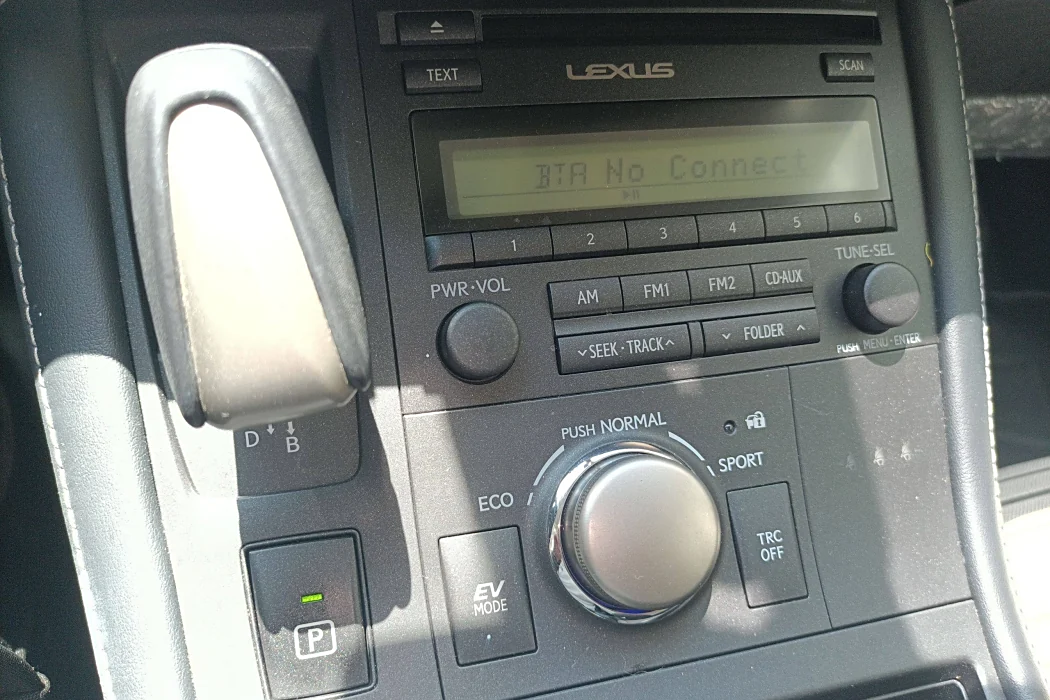 TEXT
LEXUS
SCAN
BTA No Connect
1 2 3 4 5 6
PWR·VOL
TUNE·SEL
AM FM1 FM2 CD·AUX
SEEK·TRACK
FOLDER
PUSH MENU·ENTER
PUSH NORMAL
SPORT
ECO
D B
EV
MODE
TRC
OFF
P